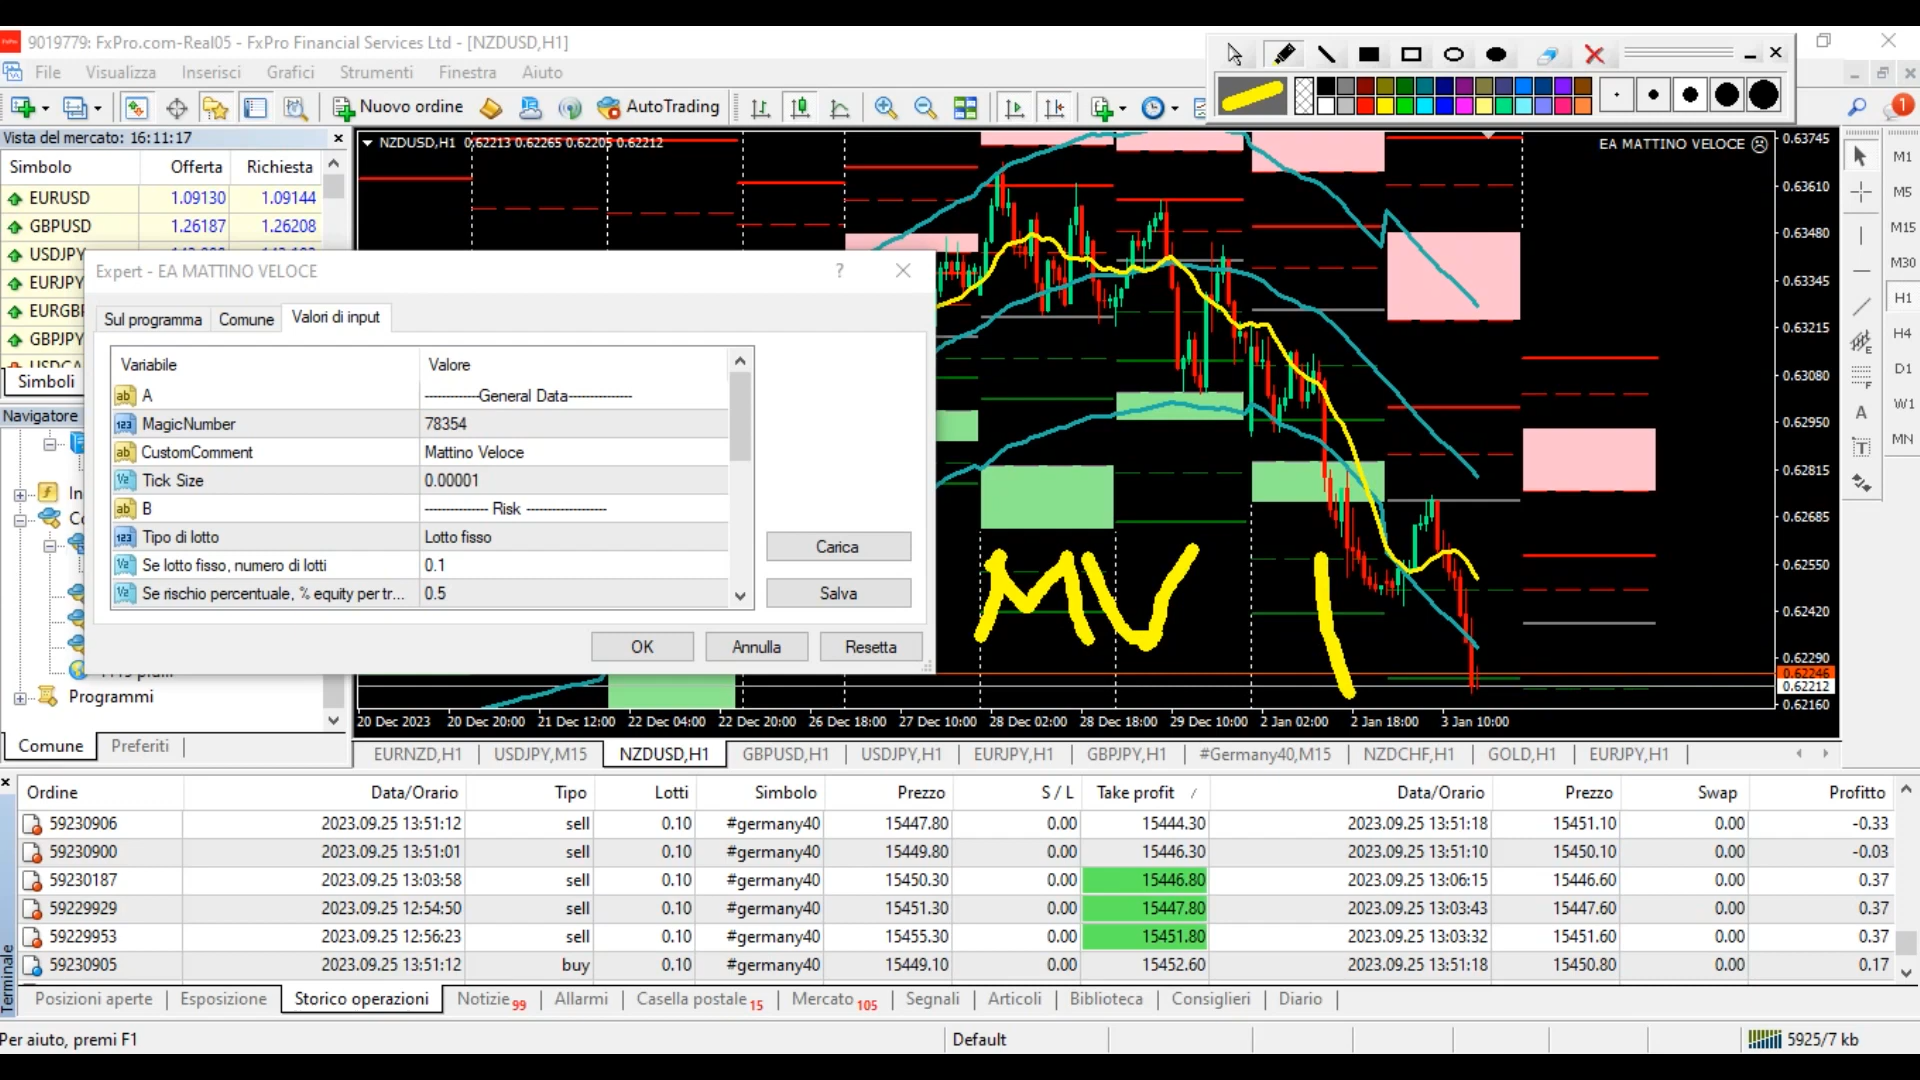 9019779: FxPro.com-Real05 - FxPro Financial Services Ltd - [NZDUSD,H1]
File Visualizza Inserisci Grafici Strumenti Finestra Aiuto
Nuovo ordine AutoTrading
1
Vista del mercato: 16:11:17
Simbolo Offerta Richiesta
EURUSD 1.09130 1.09144
GBPUSD 1.26187 1.26208
USDJPY
EURJPY
EURGBP
GBPJPY
Simboli
Navigatore
Programmi
Comune Preferiti
NZDUSD,H1 0.62213 0.62265 0.62205 0.62212
EA MATTINO VELOCE
0.63745
0.63610
0.63480
0.63345
0.63215
0.63080
0.62950
0.62815
0.62685
0.62550
0.62420
0.62290
0.62246
0.62212
0.62160
M1
M5
M15
M30
H1
H4
D1
W1
MN
Expert - EA MATTINO VELOCE
Sul programma Comune Valori di input
Variabile Valore
A -------------General Data---------------
MagicNumber 78354
CustomComment Mattino Veloce
Tick Size 0.00001
B --------------- Risk -------------------
Tipo di lotto Lotto fisso
Se lotto fisso, numero di lotti 0.1
Se rischio percentuale, % equity per tr... 0.5
Carica
Salva
OK Annulla Resetta
MV I
20 Dec 2023 20 Dec 20:00 21 Dec 12:00 22 Dec 04:00 22 Dec 20:00 26 Dec 18:00 27 Dec 10:00 28 Dec 02:00 28 Dec 18:00 29 Dec 10:00 2 Jan 02:00 2 Jan 18:00 3 Jan 10:00
EURNZD,H1 USDJPY,M15 NZDUSD,H1 GBPUSD,H1 USDJPY,H1 EURJPY,H1 GBPJPY,H1 #Germany40,M15 NZDCHF,H1 GOLD,H1 EURJPY,H1
Ordine Data/Orario Tipo Lotti Simbolo Prezzo S / L Take profit / Data/Orario Prezzo Swap Profitto
59230906 2023.09.25 13:51:12 sell 0.10 #germany40 15447.80 0.00 15444.30 2023.09.25 13:51:18 15451.10 0.00 -0.33
59230900 2023.09.25 13:51:01 sell 0.10 #germany40 15449.80 0.00 15446.30 2023.09.25 13:51:10 15450.10 0.00 -0.03
59230187 2023.09.25 13:03:58 sell 0.10 #germany40 15450.30 0.00 15446.80 2023.09.25 13:06:15 15446.60 0.00 0.37
59229929 2023.09.25 12:54:50 sell 0.10 #germany40 15451.30 0.00 15447.80 2023.09.25 13:03:43 15447.60 0.00 0.37
59229953 2023.09.25 12:56:23 sell 0.10 #germany40 15455.30 0.00 15451.80 2023.09.25 13:03:32 15451.60 0.00 0.37
59230905 2023.09.25 13:51:12 buy 0.10 #germany40 15449.10 0.00 15452.60 2023.09.25 13:51:18 15450.80 0.00 0.17
Terminale
Posizioni aperte Esposizione Storico operazioni Notizie 99 Allarmi Casella postale 15 Mercato 105 Segnali Articoli Biblioteca Consiglieri Diario
Per aiuto, premi F1 Default 5925/7 kb